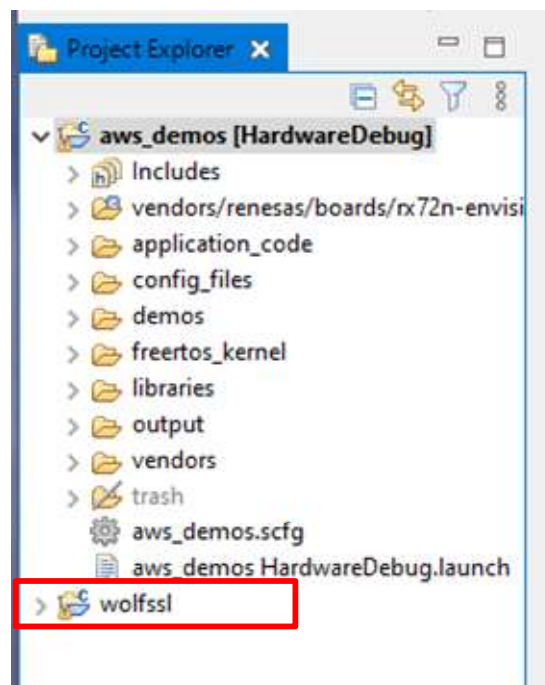 Project Explorer
aws_demos [HardwareDebug]
Includes
vendors/renesas/boards/rx72n-envisi
application_code
config_files
demos
freertos_kernel
libraries
output
vendors
trash
aws_demos.scfg
aws_demos HardwareDebug.launch
wolfssl